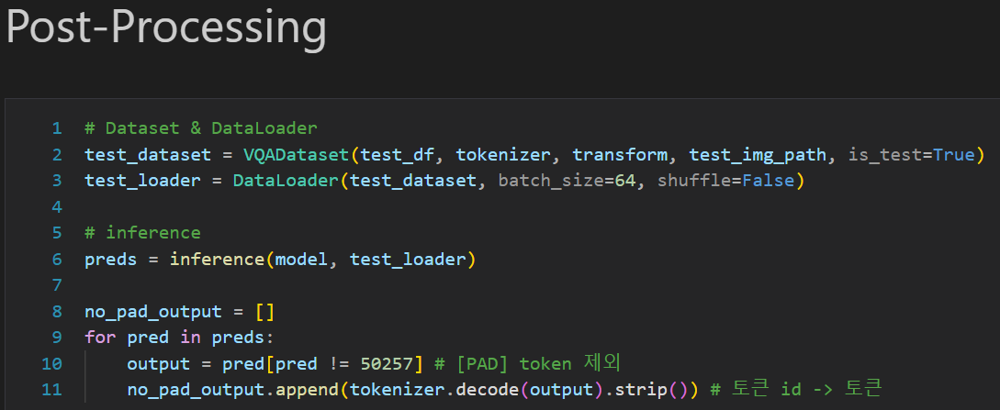 Post-Processing
1 # Dataset & DataLoader
2 test_dataset = VQADataset(test_df, tokenizer, transform, test_img_path, is_test=True)
3 test_loader = DataLoader(test_dataset, batch_size=64, shuffle=False)
4
5 # inference
6 preds = inference(model, test_loader)
7
8 no_pad_output = []
9 for pred in preds:
10     output = pred[pred != 50257] # [PAD] token 제외
11     no_pad_output.append(tokenizer.decode(output).strip()) # 토큰 id -> 토큰